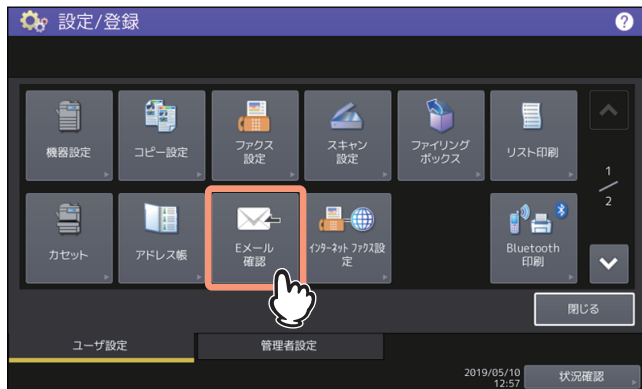 設定/登録
?
機器設定
コピー設定
ファクス
設定
スキャン
設定
ファイリング
ボックス
リスト印刷
1
2
カセット
アドレス帳
Eメール
確認
インターネット ファクス設
定
Bluetooth
印刷
閉じる
ユーザ設定
管理者設定
2019/05/10
12:57
状況確認